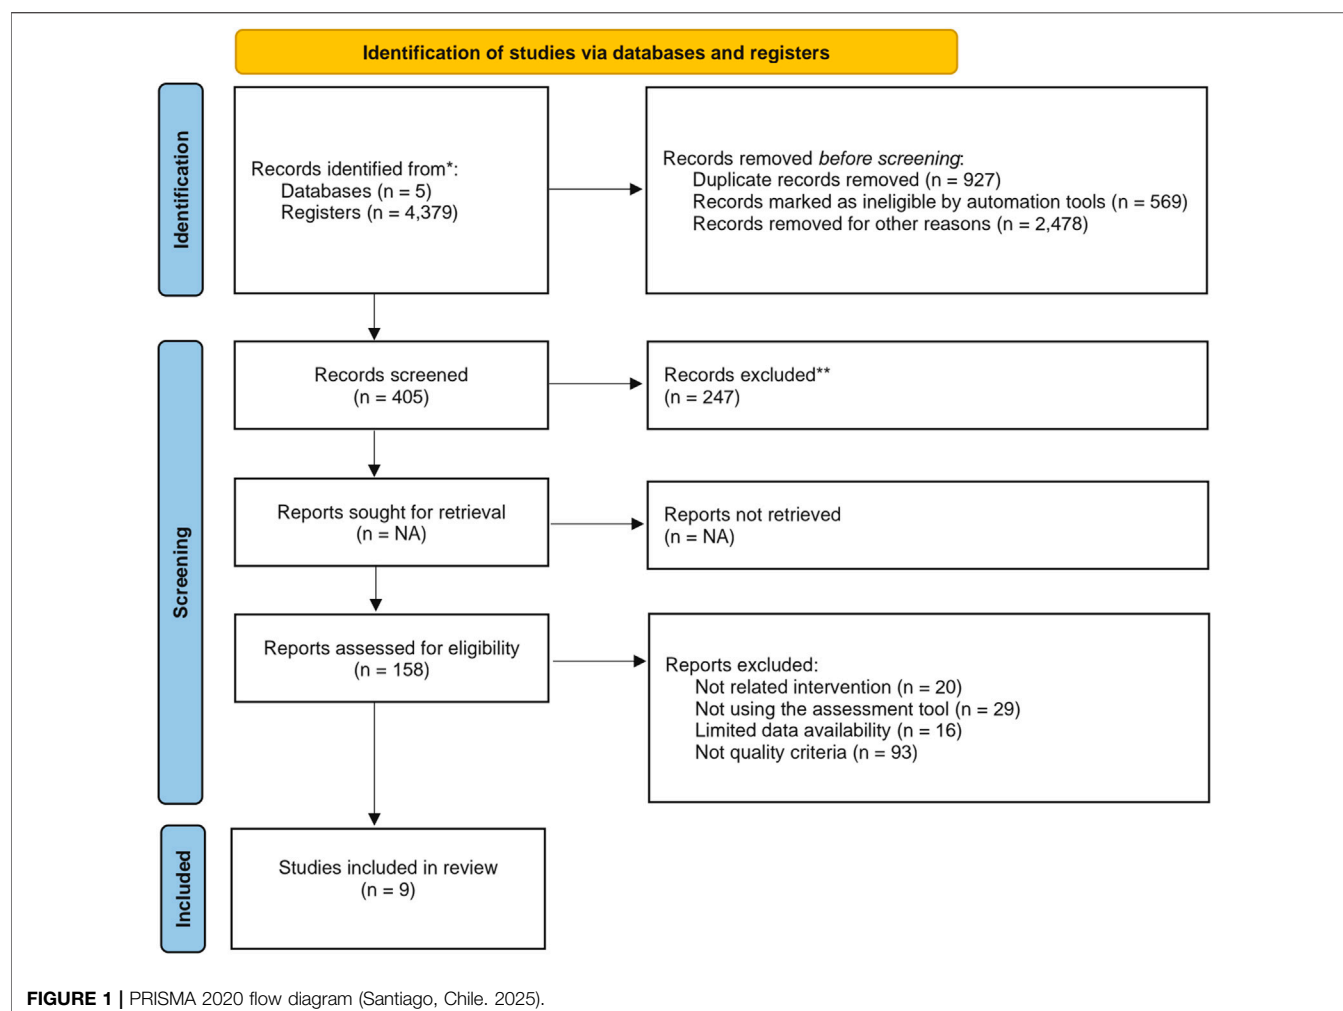 Identification of studies via databases and registers
Identification
Records identified from*:
Databases (n = 5)
Registers (n = 4,379)
Records removed before screening:
Duplicate records removed (n = 927)
Records marked as ineligible by automation tools (n = 569)
Records removed for other reasons (n = 2,478)
Screening
Records screened
(n = 405)
Records excluded**
(n = 247)
Reports sought for retrieval
(n = NA)
Reports not retrieved
(n = NA)
Reports assessed for eligibility
(n = 158)
Reports excluded:
Not related intervention (n = 20)
Not using the assessment tool (n = 29)
Limited data availability (n = 16)
Not quality criteria (n = 93)
Included
Studies included in review
(n = 9)
FIGURE 1 | PRISMA 2020 flow diagram (Santiago, Chile. 2025).